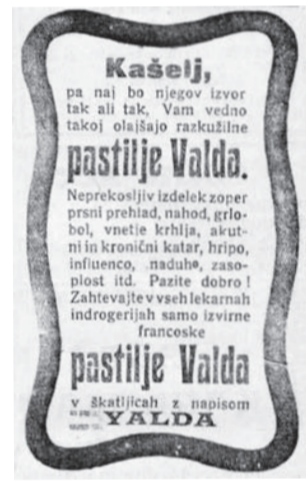 Kašelj,
pa naj bo njegov izvor
tak ali tak, Vam vedno
takoj olajšajo razkužilne
pastilje Valda.
Neprekosljiv izdelek zoper
prsni prehlad, nahod, grlo-
bol, vnetje krhlja, akut-
ni in kronični katar, hripo,
influenco, naduhe, zaso-
plost itd. Pazite dobro!
Zahtevajte v vseh lekarnah
in drogerijah samo izvirne
francoske
pastilje Valda
v škatljicah z napisom
VALDA